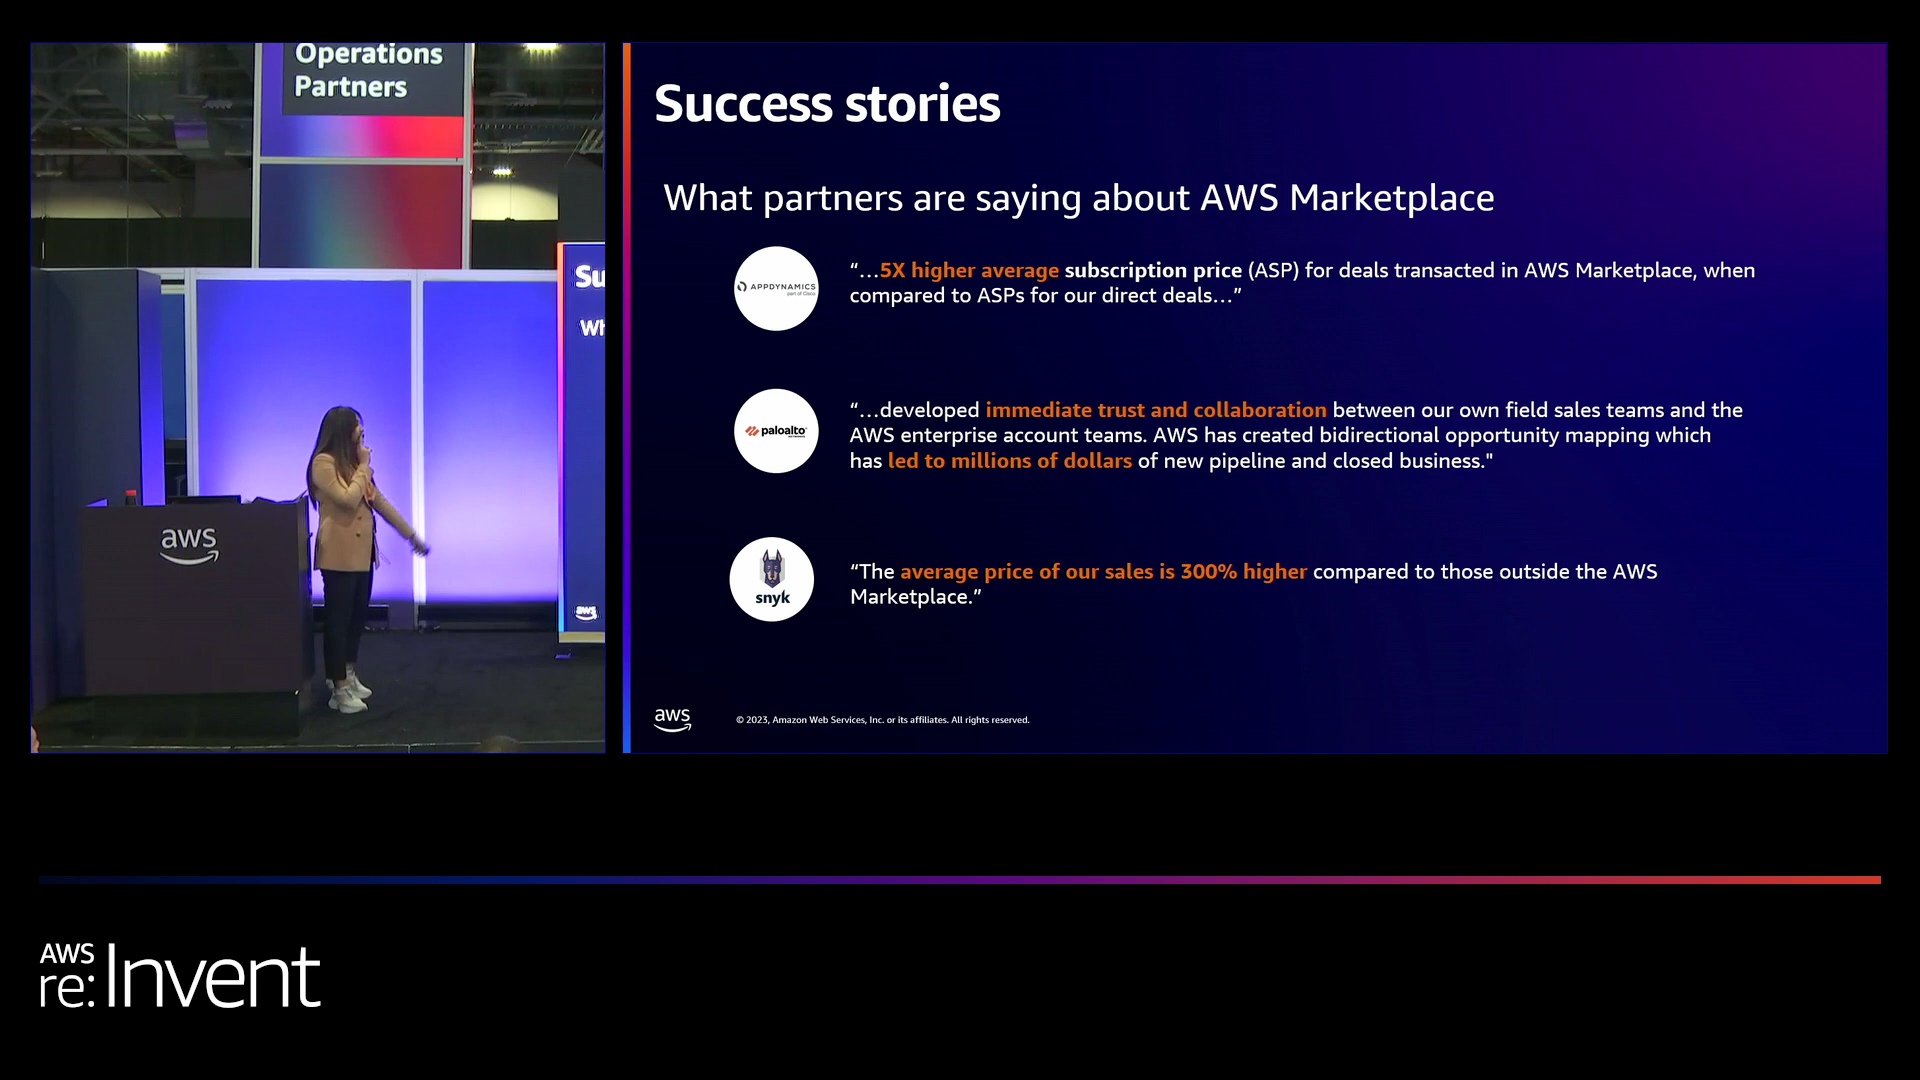 Operations
Partners
Su
Wh
aws
aws
Success stories
What partners are saying about AWS Marketplace
APPDYNAMICS
part of Cisco
“…5X higher average subscription price (ASP) for deals transacted in AWS Marketplace, when
compared to ASPs for our direct deals…”
paloalto
NETWORKS
“…developed immediate trust and collaboration between our own field sales teams and the
AWS enterprise account teams. AWS has created bidirectional opportunity mapping which
has led to millions of dollars of new pipeline and closed business."
snyk
“The average price of our sales is 300% higher compared to those outside the AWS
Marketplace.”
aws
© 2023, Amazon Web Services, Inc. or its affiliates. All rights reserved.
AWS
re:Invent